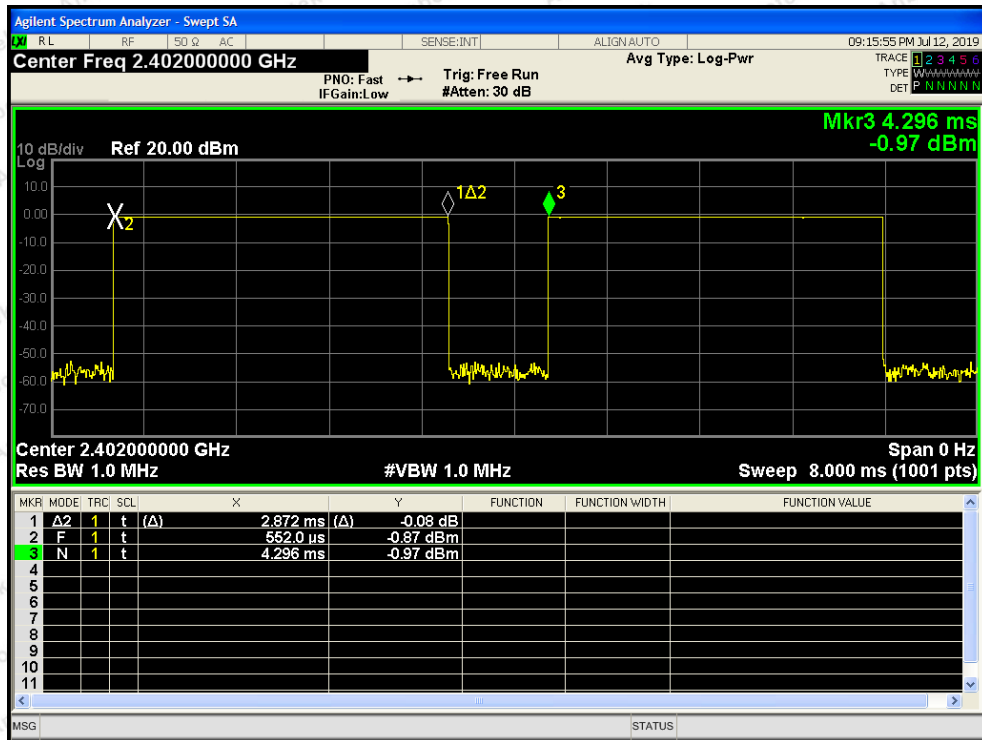 Agilent Spectrum Analyzer - Swept SA
LXI RL RF 50 Ω AC SENSE:INT ALIGN AUTO 09:15:55 PM Jul 12, 2019
Center Freq 2.402000000 GHz Avg Type: Log-Pwr TRACE 1 2 3 4 5 6
PNO: Fast Trig: Free Run TYPE WWWWWW
IFGain:Low #Atten: 30 dB DET P N N N N N
Mkr3 4.296 ms
10 dB/div Ref 20.00 dBm -0.97 dBm
Log
10.0
1Δ2 3
0.00
2
-10.0
-20.0
-30.0
-40.0
-50.0
-60.0
-70.0
Center 2.402000000 GHz Span 0 Hz
Res BW 1.0 MHz #VBW 1.0 MHz Sweep 8.000 ms (1001 pts)
MKR MODE TRC SCL X Y FUNCTION FUNCTION WIDTH FUNCTION VALUE
1 Δ2 1 t (Δ) 2.872 ms (Δ) -0.08 dB
2 F 1 t 552.0 µs -0.87 dBm
3 N 1 t 4.296 ms -0.97 dBm
4
5
6
7
8
9
10
11
MSG STATUS